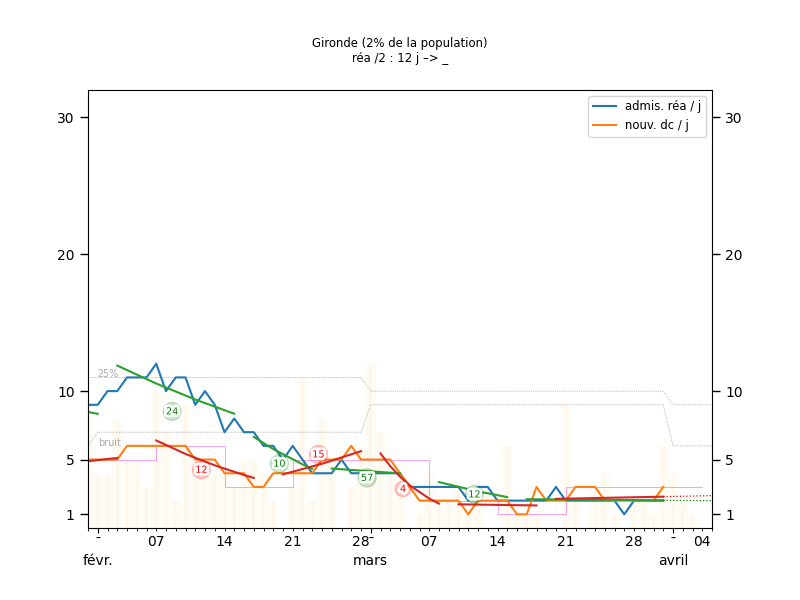 Gironde (2% de la population)
réa /2 : 12 j –> _
admis. réa / j
nouv. dc / j
30 30
20 20
10 10
5 5
1 1
25%
bruit
24
12
10
15
57
4
12
- 07 14 21 28 - 07 14 21 28 - 04
févr. mars avril